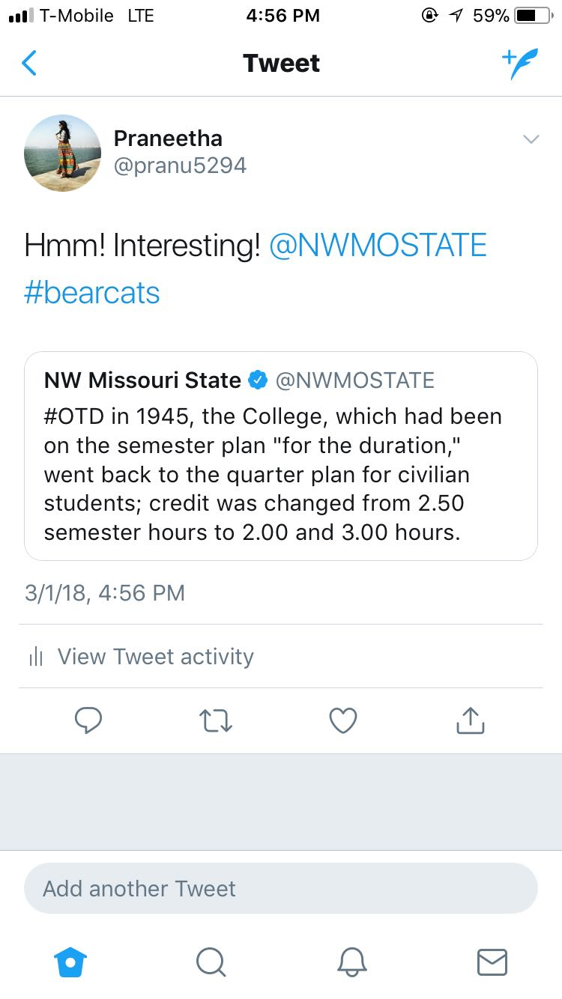 T-Mobile LTE 4:56 PM 59%
Tweet
Praneetha
@pranu5294
Hmm! Interesting! @NWMOSTATE
#bearcats
NW Missouri State @NWMOSTATE
#OTD in 1945, the College, which had been
on the semester plan "for the duration,"
went back to the quarter plan for civilian
students; credit was changed from 2.50
semester hours to 2.00 and 3.00 hours.
3/1/18, 4:56 PM
View Tweet activity
Add another Tweet